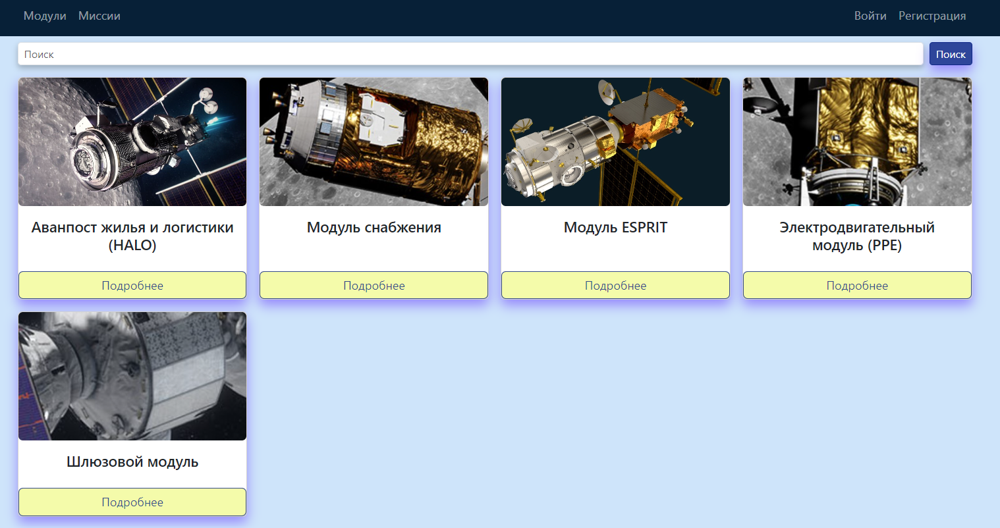 Модули Миссии Войти Регистрация
Поиск Поиск
Аванпост жилья и логистики
(HALO)
Модуль снабжения
Модуль ESPRIT
Электродвигательный
модуль (PPE)
Подробнее Подробнее Подробнее Подробнее
Шлюзовой модуль
Подробнее